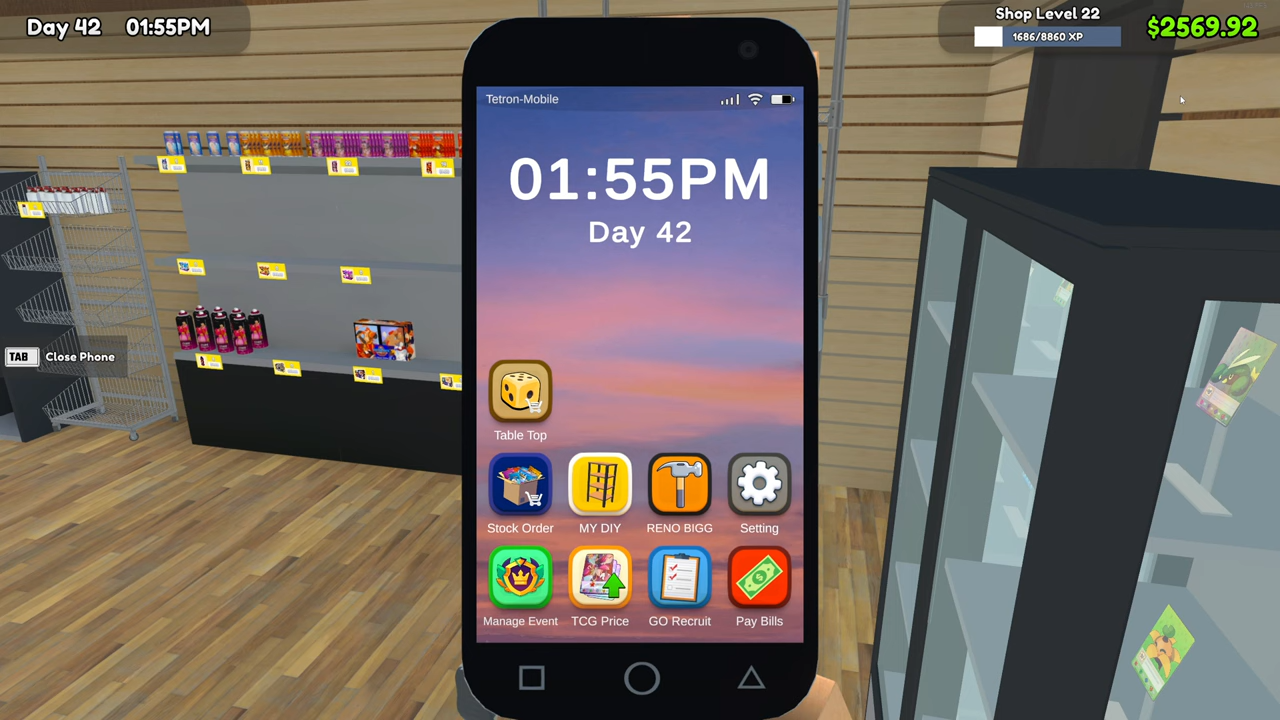 Day 42 01:55PM
Shop Level 22
1686/8860 XP
$2569.92
Tetron-Mobile
01:55PM
Day 42
TAB Close Phone
Table Top
Stock Order
MY DIY
RENO BIGG
Setting
Manage Event
TCG Price
GO Recruit
Pay Bills